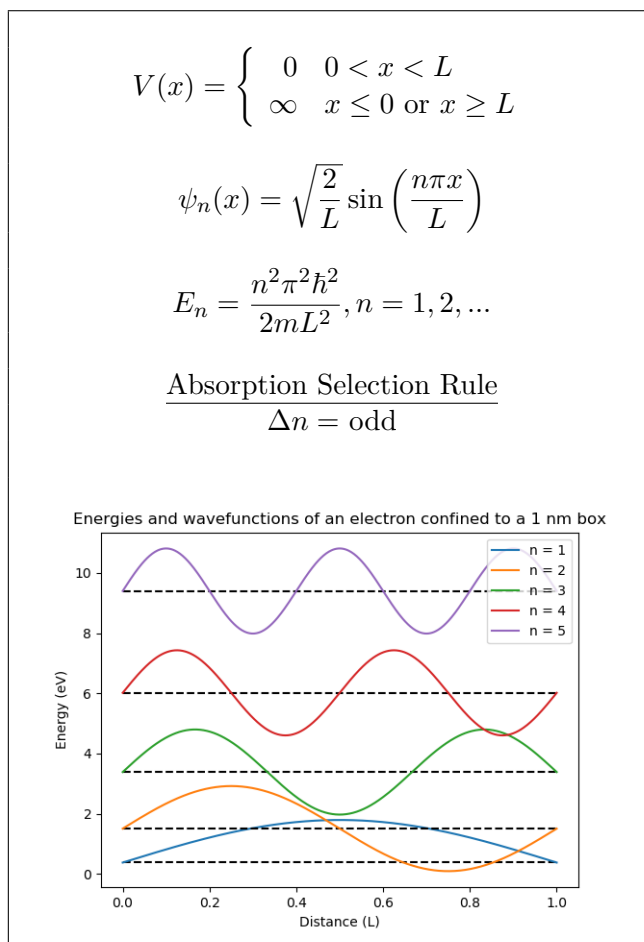 V(x) = { 0 0 < x < L
∞ x ≤ 0 or x ≥ L
ψₙ(x) = √(2/L) sin (nπx/L)
Eₙ = n²π²ħ²/2mL², n = 1, 2, ...
Absorption Selection Rule
Δn = odd
Energies and wavefunctions of an electron confined to a 1 nm box
n = 1
n = 2
n = 3
n = 4
n = 5
10
8
6
4
2
0
Energy (eV)
0.0 0.2 0.4 0.6 0.8 1.0
Distance (L)